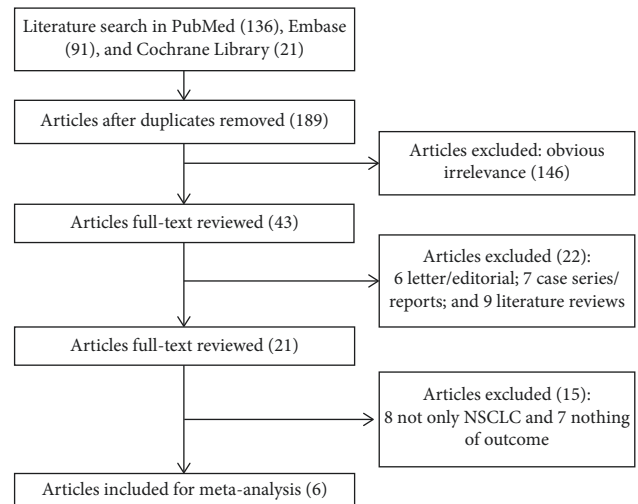 Literature search in PubMed (136), Embase
(91), and Cochrane Library (21)
Articles after duplicates removed (189)
Articles excluded: obvious
irrelevance (146)
Articles full-text reviewed (43)
Articles excluded (22):
6 letter/editorial; 7 case series/
reports; and 9 literature reviews
Articles full-text reviewed (21)
Articles excluded (15):
8 not only NSCLC and 7 nothing
of outcome
Articles included for meta-analysis (6)